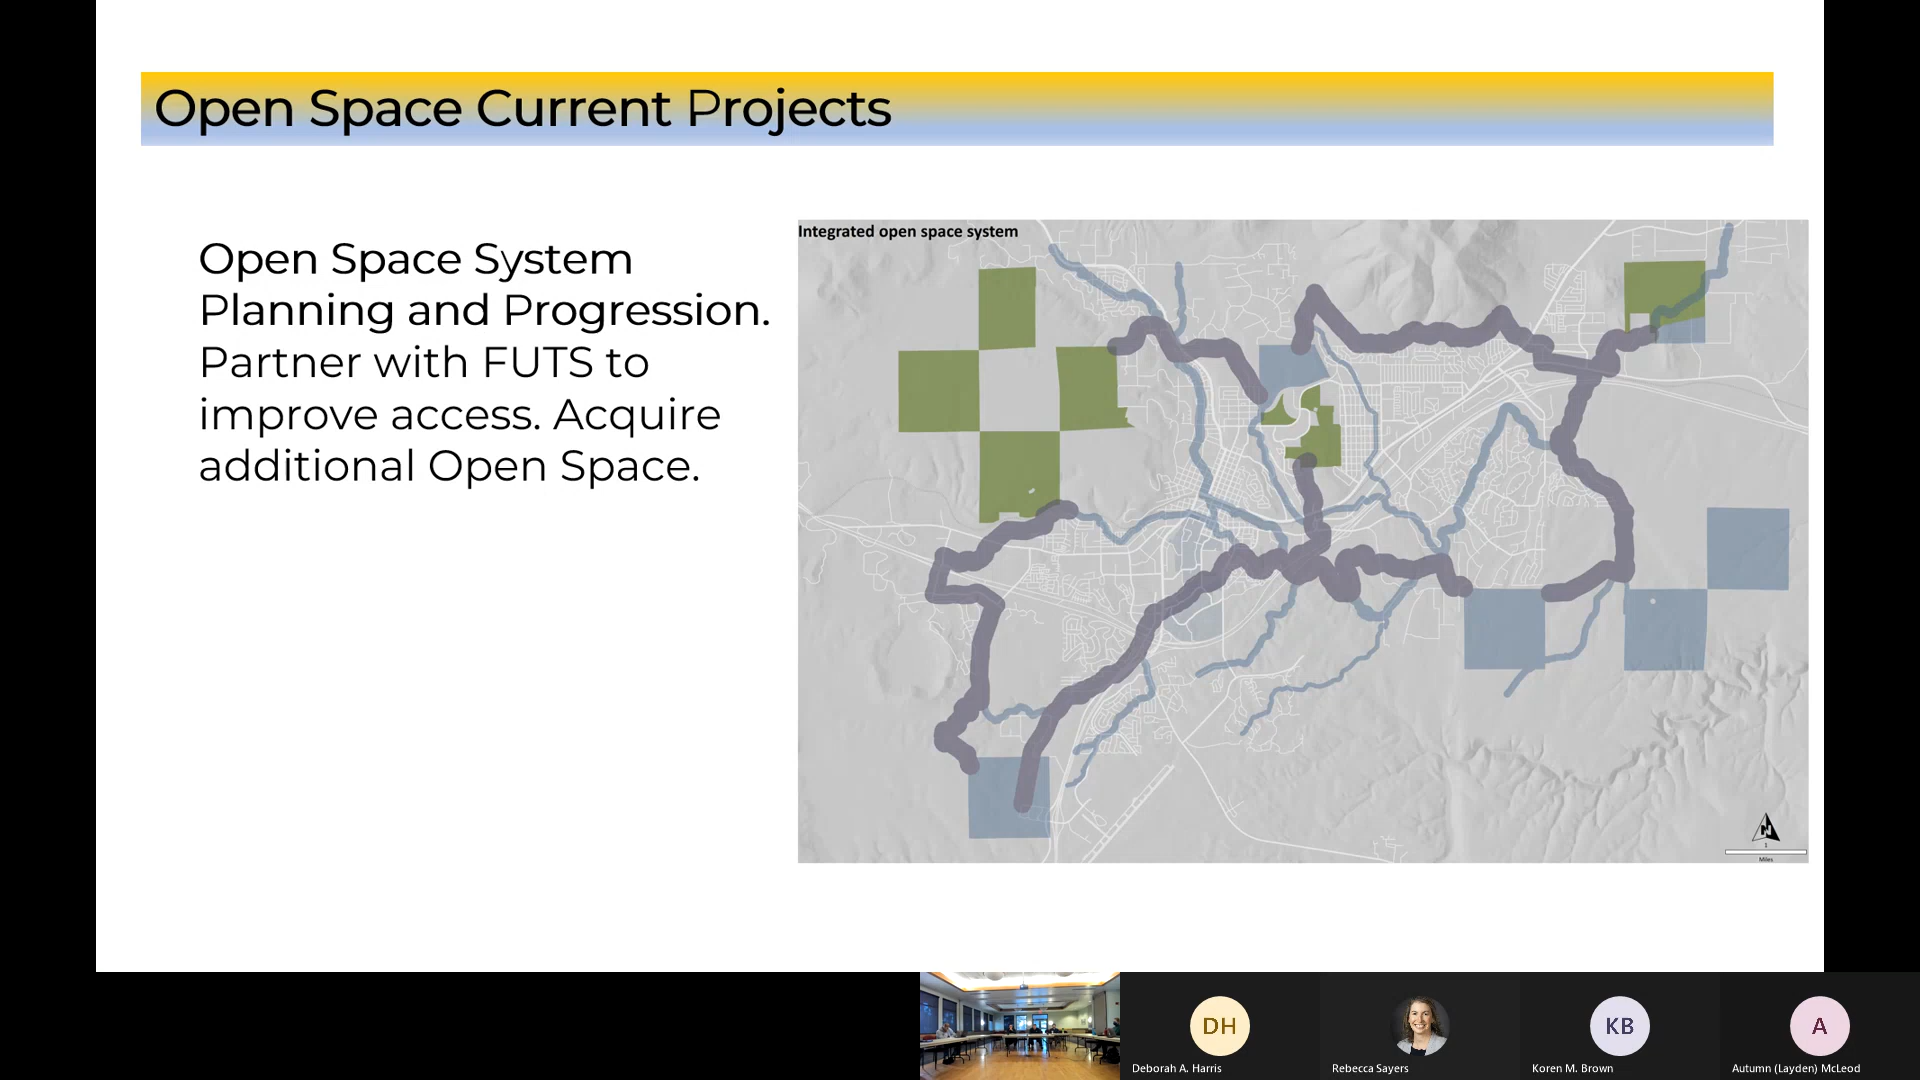 Open Space Current Projects
Open Space System
Planning and Progression.
Partner with FUTS to
improve access. Acquire
additional Open Space.
Integrated open space system
N
1
Miles
DH
KB
A
Deborah A. Harris
Rebecca Sayers
Koren M. Brown
Autumn (Layden) McLeod